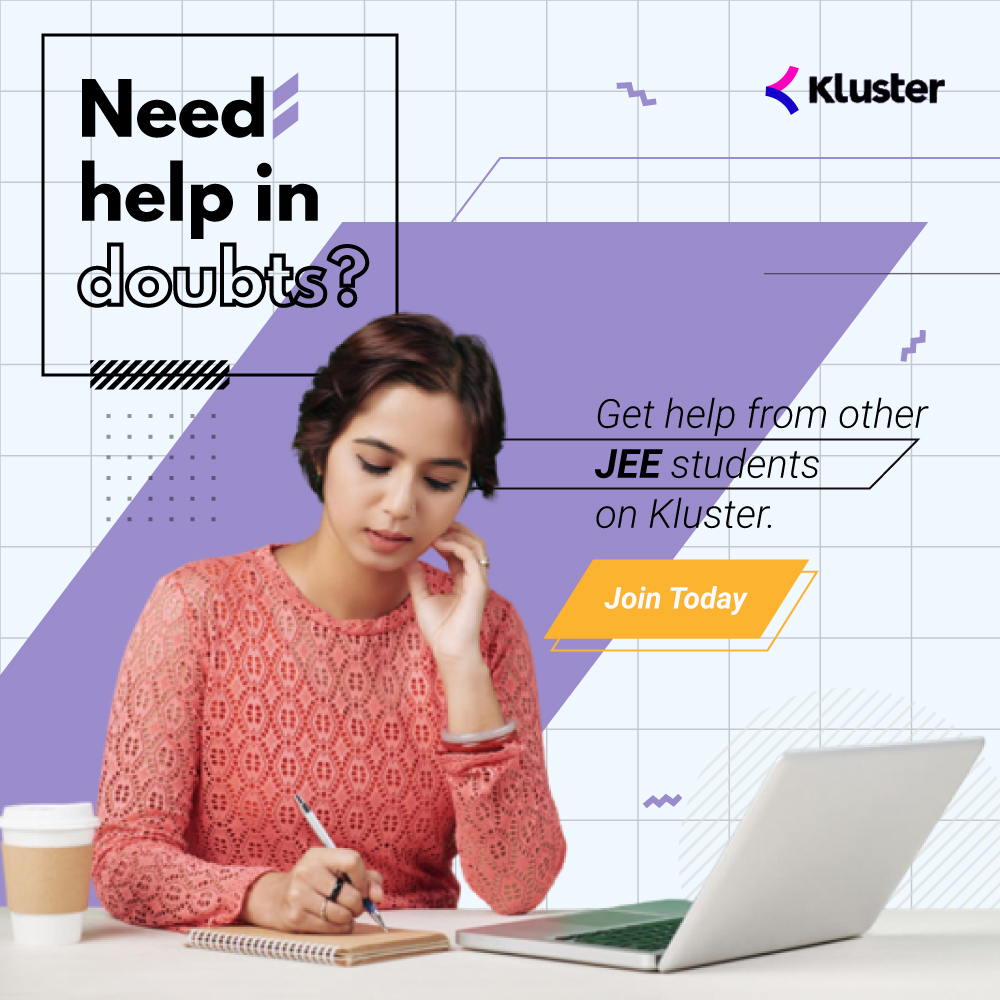 Need
help in
doubts?
Kluster
Get help from other
JEE students
on Kluster.
Join Today